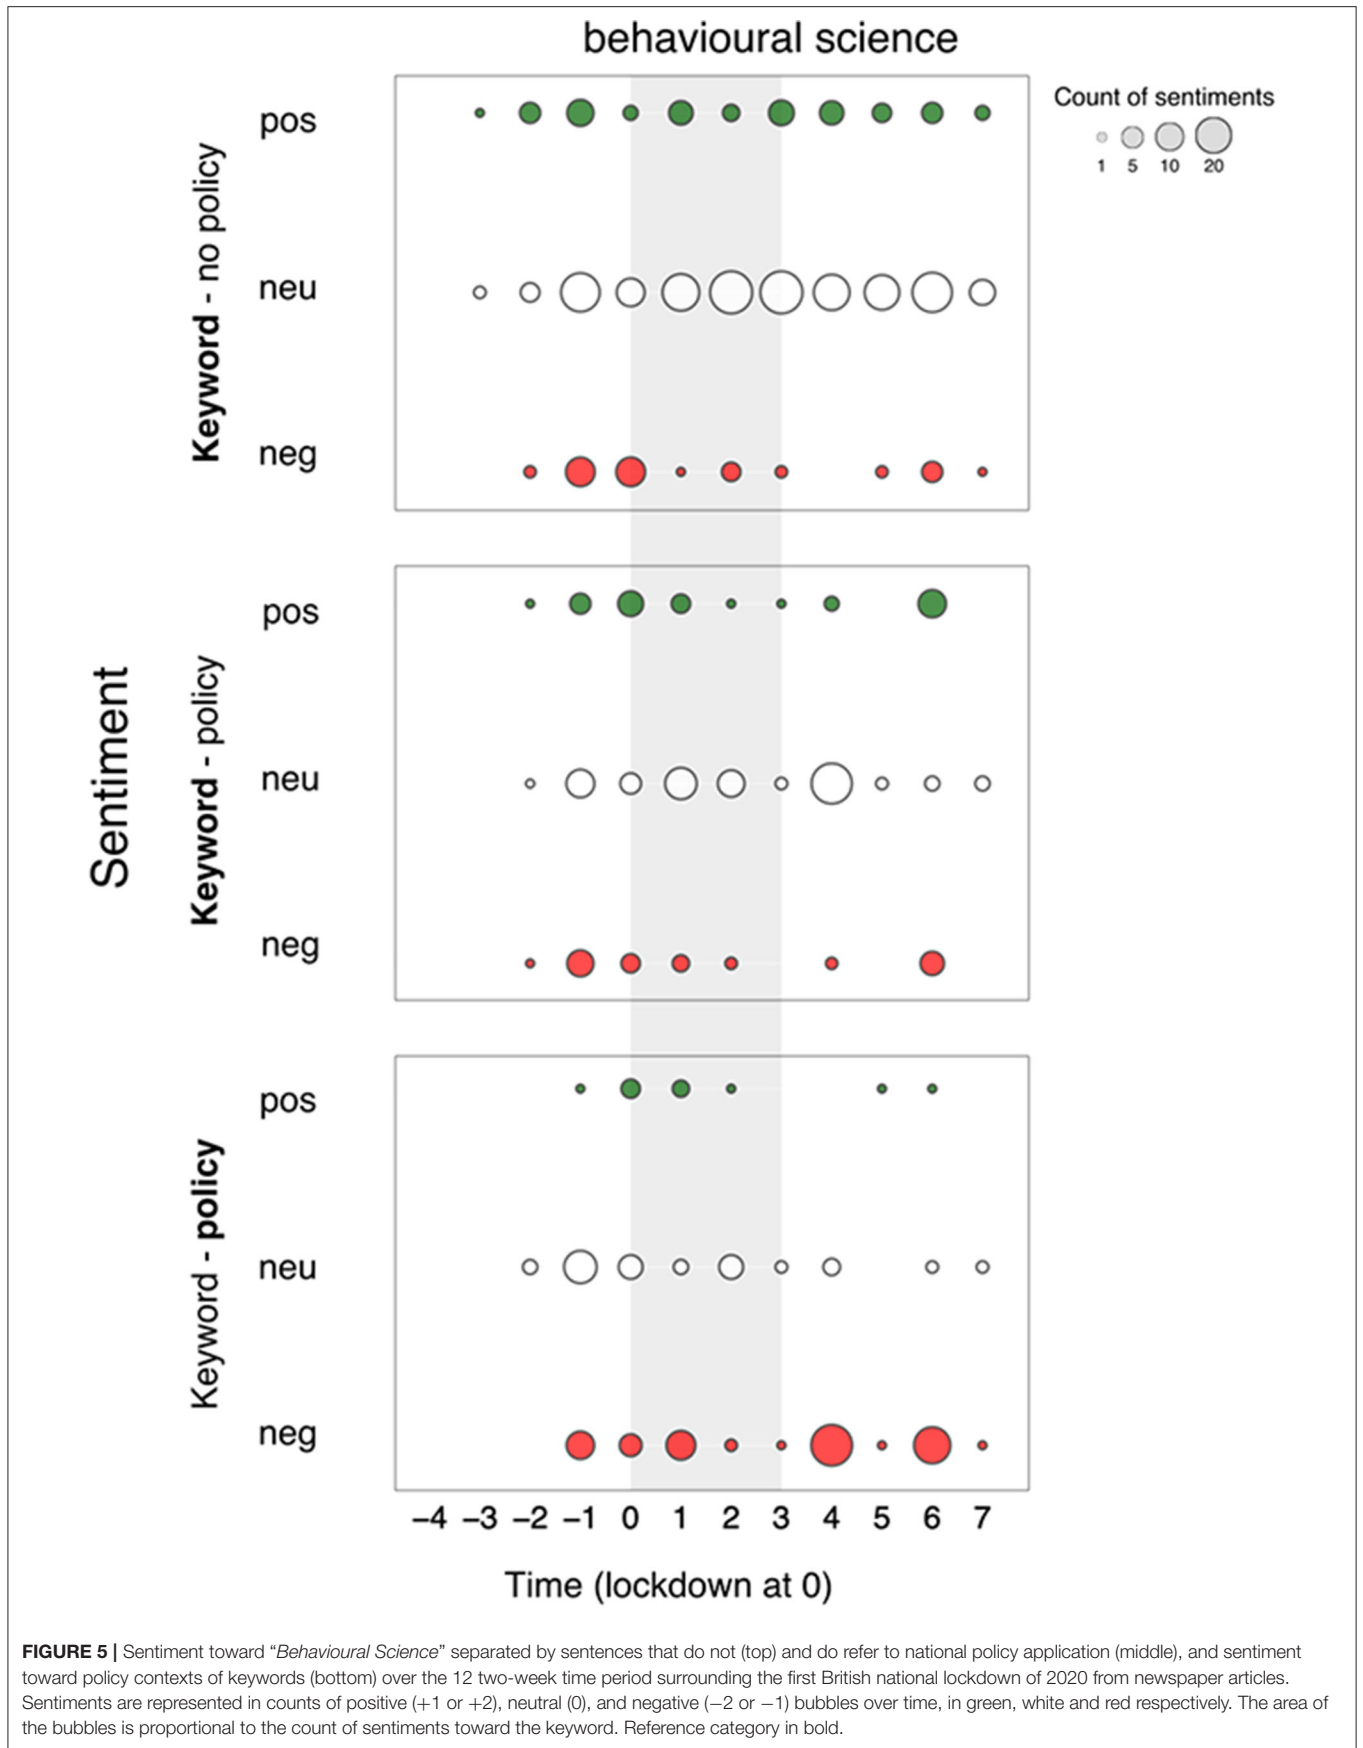 behavioural science
Count of sentiments
1 5 10 20
Sentiment
Keyword - no policy
pos
neu
neg
Keyword - policy
pos
neu
neg
Keyword - policy
pos
neu
neg
−4 −3 −2 −1 0 1 2 3 4 5 6 7
Time (lockdown at 0)
FIGURE 5 | Sentiment toward “Behavioural Science” separated by sentences that do not (top) and do refer to national policy application (middle), and sentiment
toward policy contexts of keywords (bottom) over the 12 two-week time period surrounding the first British national lockdown of 2020 from newspaper articles.
Sentiments are represented in counts of positive (+1 or +2), neutral (0), and negative (−2 or −1) bubbles over time, in green, white and red respectively. The area of
the bubbles is proportional to the count of sentiments toward the keyword. Reference category in bold.